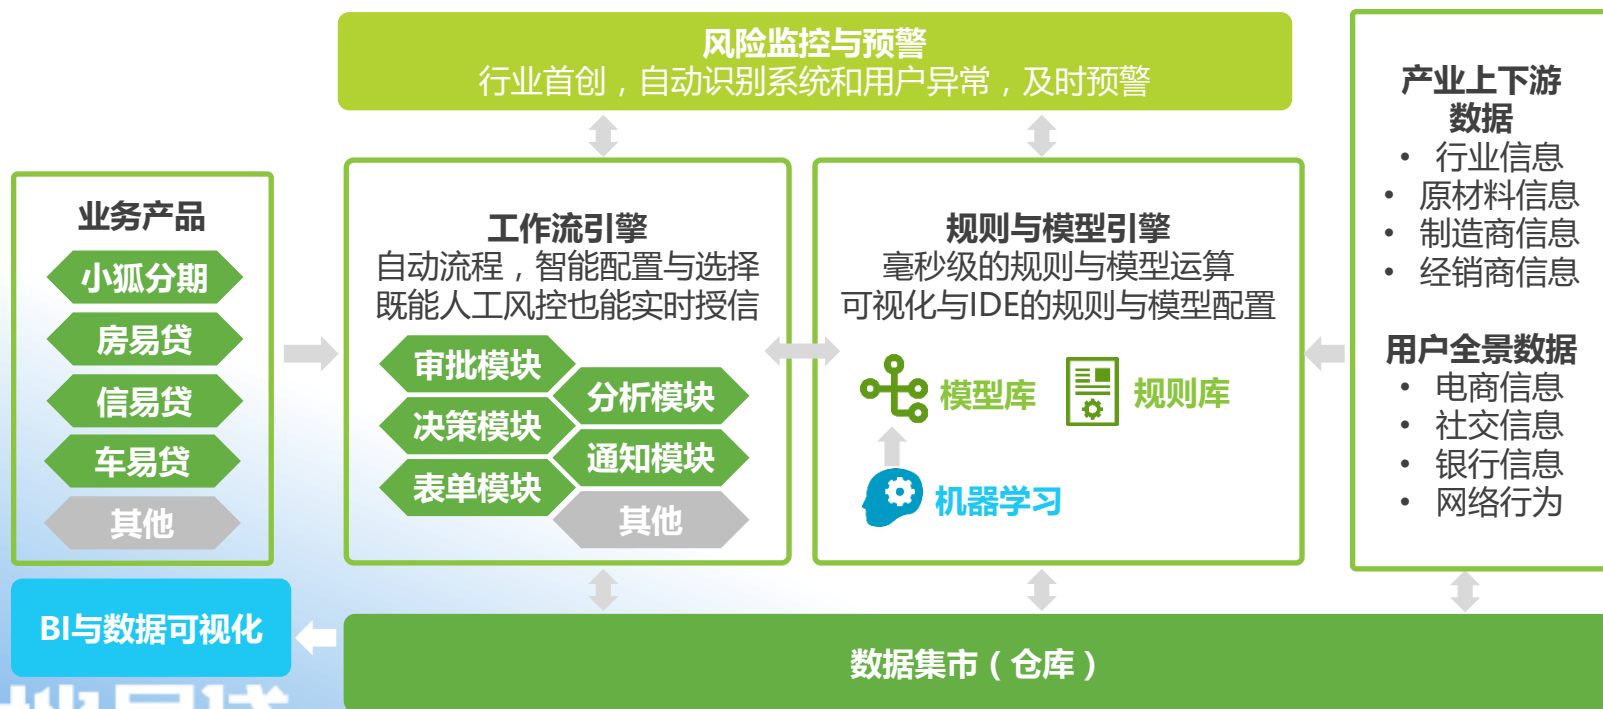 风险监控与预警
行业首创，自动识别系统和用户异常，及时预警
业务产品
小狐分期
房易贷
信易贷
车易贷
其他
工作流引擎
自动流程，智能配置与选择
既能人工风控也能实时授信
审批模块
分析模块
决策模块
通知模块
表单模块
其他
规则与模型引擎
毫秒级的规则与模型运算
可视化与IDE的规则与模型配置
模型库
规则库
机器学习
产业上下游
数据
• 行业信息
• 原材料信息
• 制造商信息
• 经销商信息
用户全景数据
• 电商信息
• 社交信息
• 银行信息
• 网络行为
BI与数据可视化
数据集市（仓库）